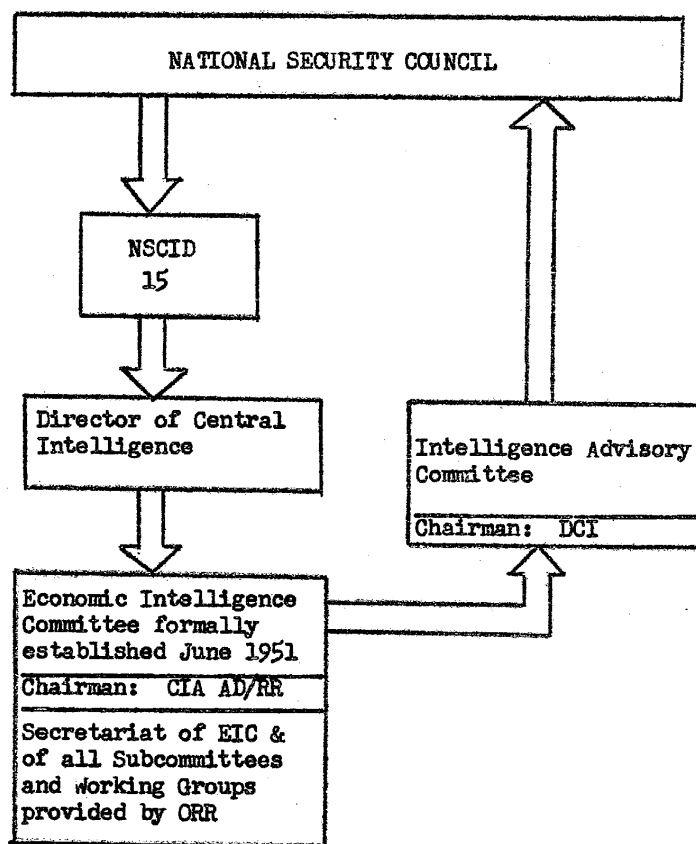 NATIONAL SECURITY COUNCIL
NSCID
15
Director of Central
Intelligence
Intelligence Advisory
Committee
Chairman: DCI
Economic Intelligence
Committee formally
established June 1951
Chairman: CIA AD/RR
Secretariat of EIC &
of all Subcommittees
and Working Groups
provided by ORR